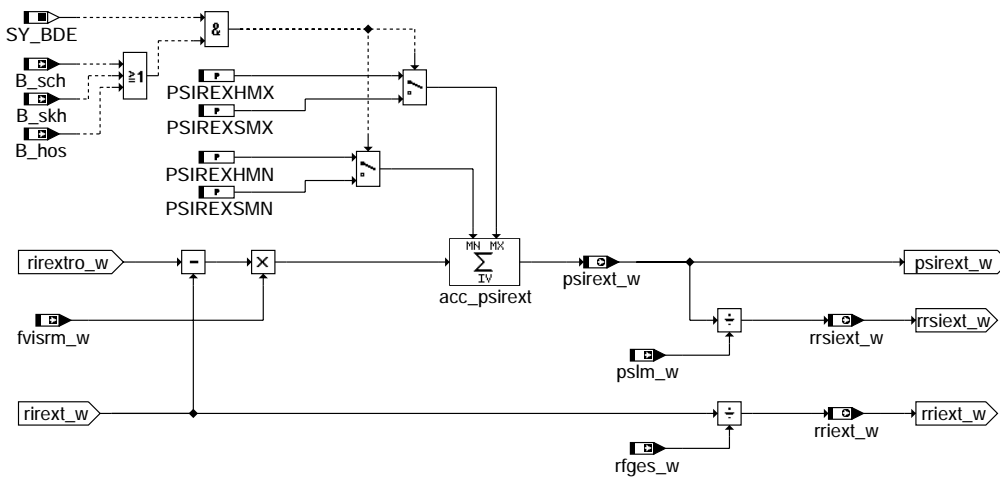 SY_BDE
&
B_sch
≥1
B_skh
B_hos
P
PSIREXHMX
P
PSIREXSMX
P
PSIREXHMN
P
PSIREXSMN
MN MX
Σ
IV
acc_psirext
rirextro_w
−
×
psirext_w
psirext_w
fvisrm_w
÷
rrsiext_w
rrsiext_w
pslm_w
rirext_w
÷
rriext_w
rriext_w
rfges_w